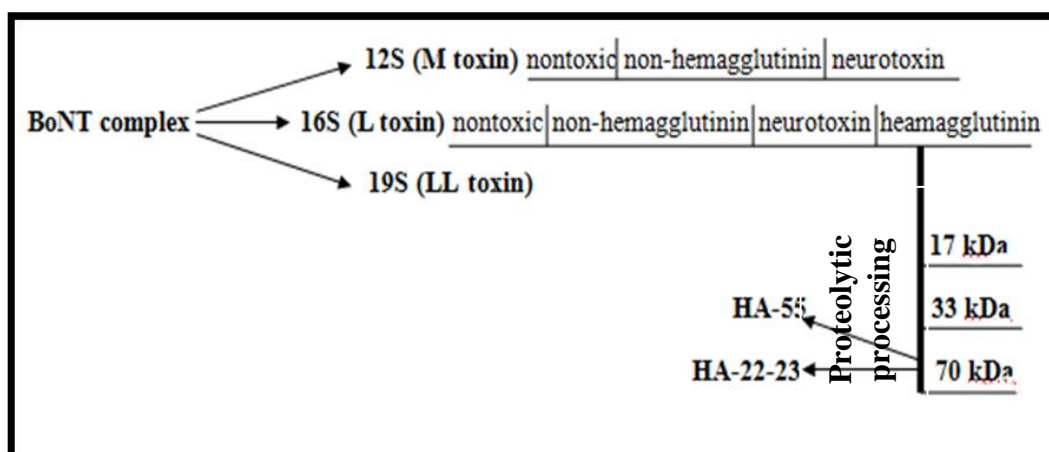 12S (M toxin) nontoxic non-hemagglutinin neurotoxin
BoNT complex 16S (L toxin) nontoxic non-hemagglutinin neurotoxin heamagglutinin
19S (LL toxin)
Proteolytic
processing
17 kDa
HA-55 33 kDa
HA-22-23 70 kDa